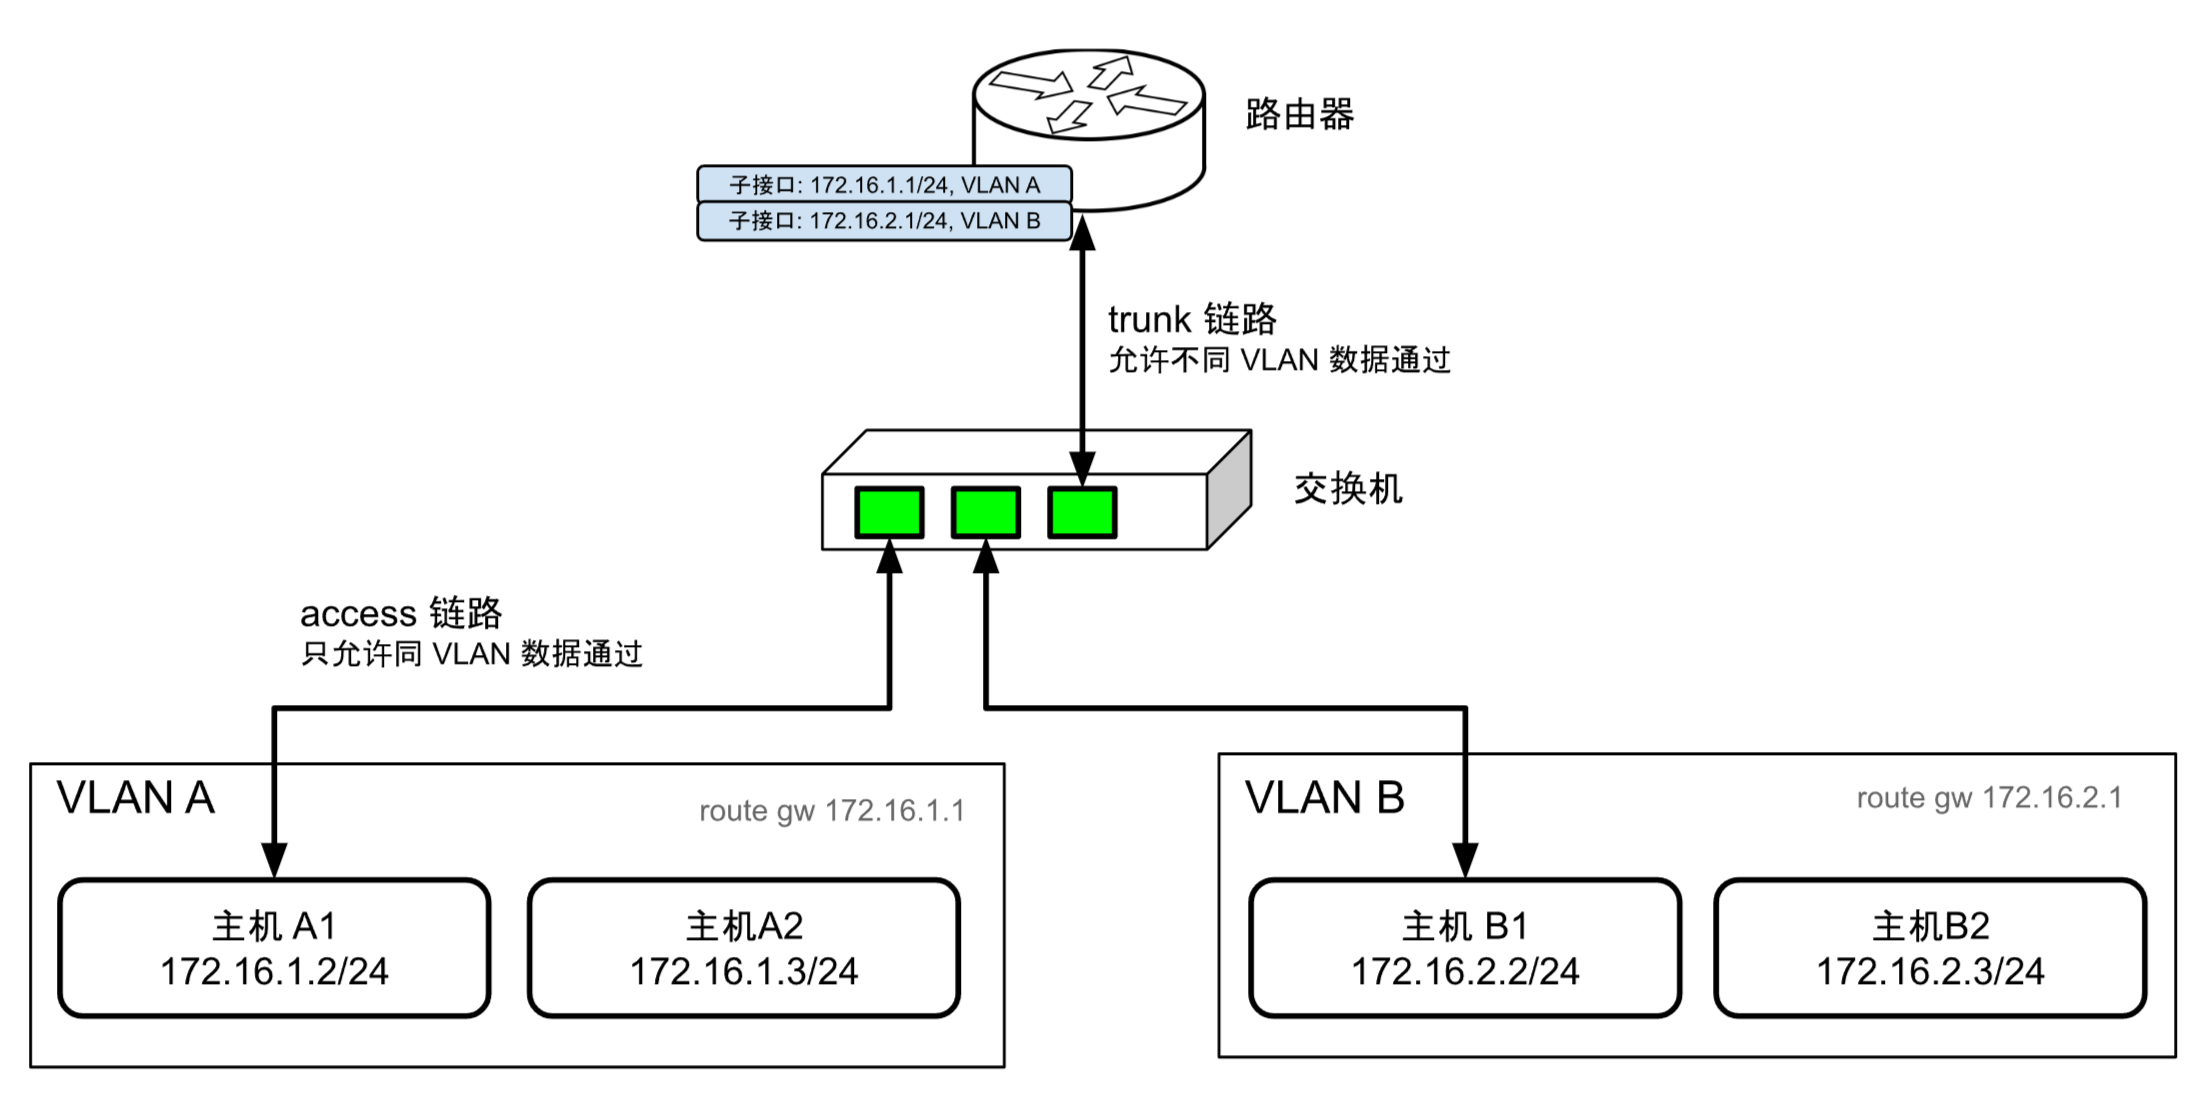 路由器
子接口: 172.16.1.1/24, VLAN A
子接口: 172.16.2.1/24, VLAN B
trunk 链路
允许不同 VLAN 数据通过
交换机
access 链路
只允许同 VLAN 数据通过
VLAN A
route gw 172.16.1.1
主机 A1
172.16.1.2/24
主机A2
172.16.1.3/24
VLAN B
route gw 172.16.2.1
主机 B1
172.16.2.2/24
主机B2
172.16.2.3/24